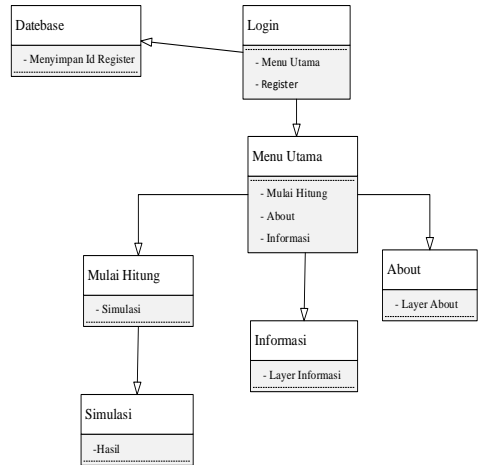 Datebase
- Menyimpan Id Register
Login
- Menu Utama
- Register
Menu Utama
- Mulai Hitung
- About
- Informasi
Mulai Hitung
- Simulasi
About
- Layer About
Informasi
- Layer Informasi
Simulasi
-Hasil